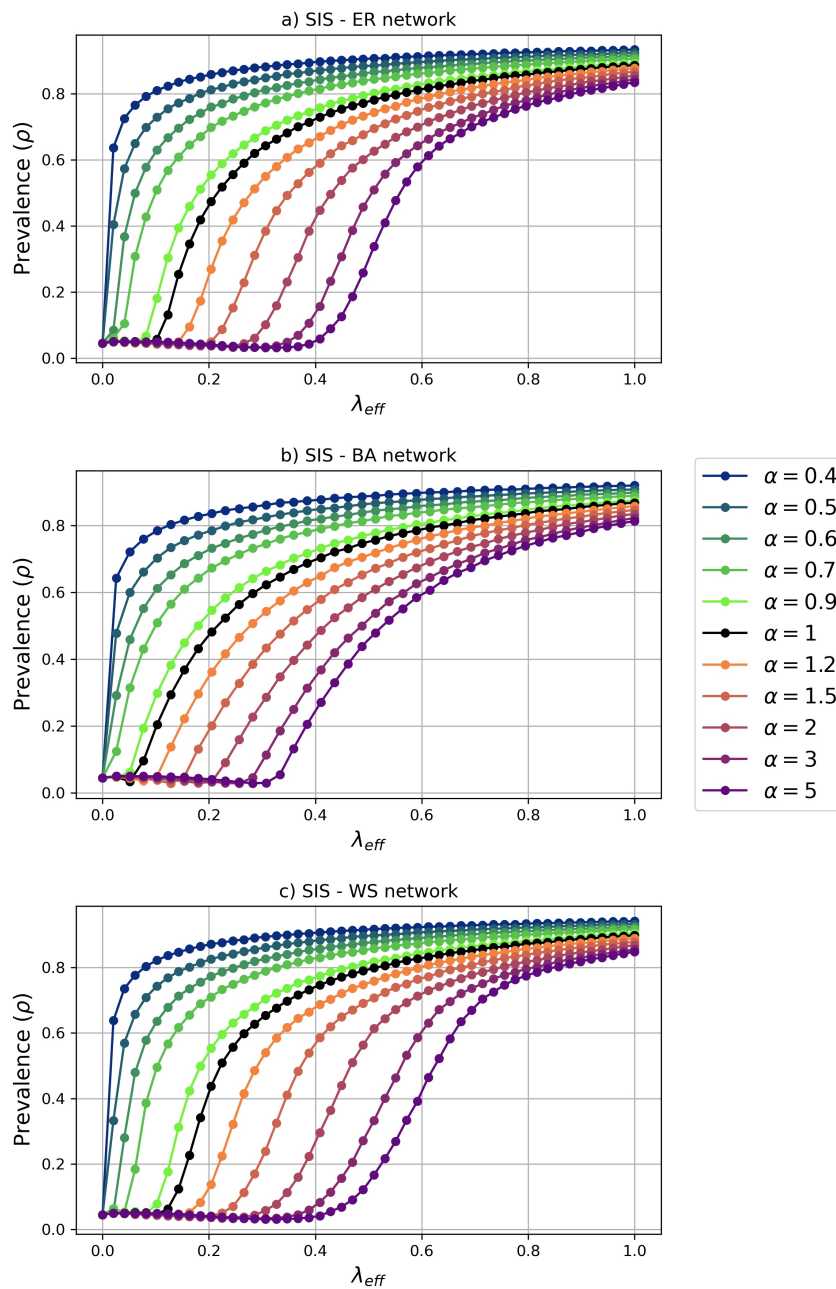 a) SIS - ER network
Prevalence (ρ)
0.8
0.6
0.4
0.2
0.0
0.0 0.2 0.4 0.6 0.8 1.0
λeff
b) SIS - BA network
Prevalence (ρ)
0.8
0.6
0.4
0.2
0.0
0.0 0.2 0.4 0.6 0.8 1.0
λeff
α = 0.4
α = 0.5
α = 0.6
α = 0.7
α = 0.9
α = 1
α = 1.2
α = 1.5
α = 2
α = 3
α = 5
c) SIS - WS network
Prevalence (ρ)
0.8
0.6
0.4
0.2
0.0
0.0 0.2 0.4 0.6 0.8 1.0
λeff